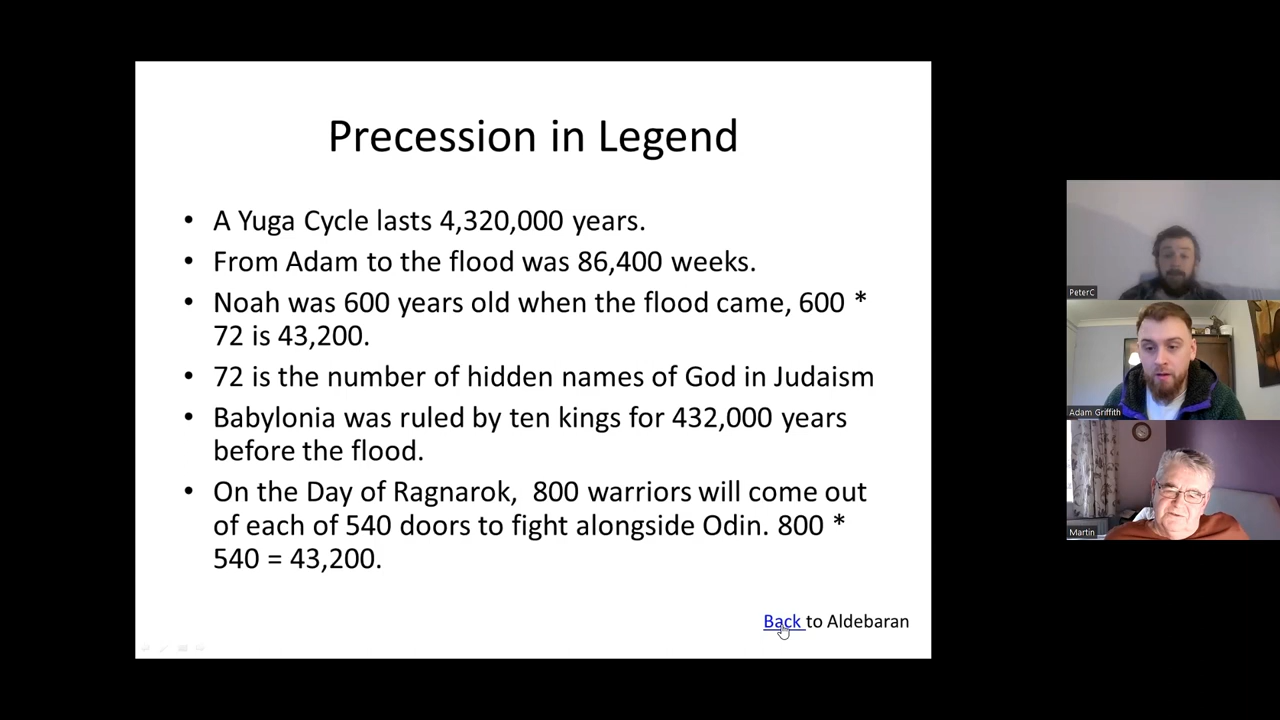 Precession in Legend
• A Yuga Cycle lasts 4,320,000 years.
• From Adam to the flood was 86,400 weeks.
• Noah was 600 years old when the flood came, 600 *
72 is 43,200.
• 72 is the number of hidden names of God in Judaism
• Babylonia was ruled by ten kings for 432,000 years
before the flood.
• On the Day of Ragnarok,  800 warriors will come out
of each of 540 doors to fight alongside Odin. 800 *
540 = 43,200.
Back to Aldebaran
PeterC
Adam Griffith
Martin